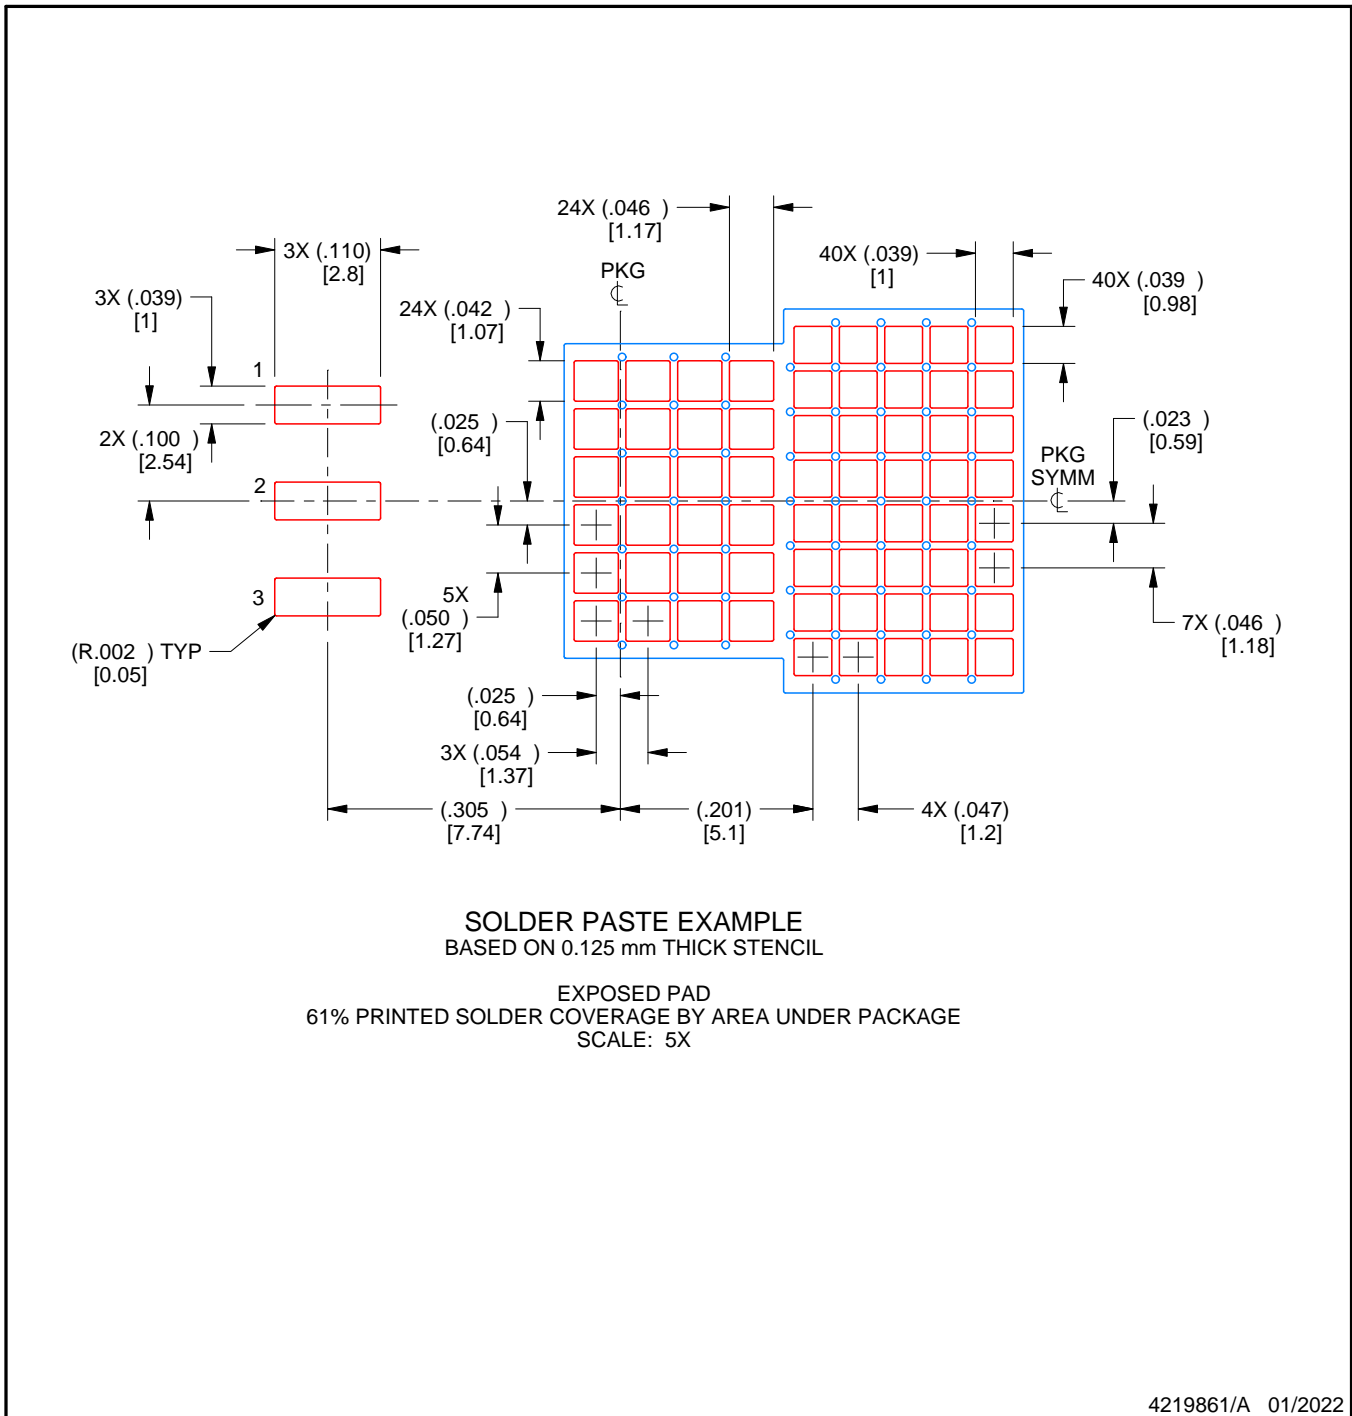 24X (.046 )
[1.17]
3X (.110)
[2.8]
PKG
40X (.039)
[1]
40X (.039 )
[0.98]
3X (.039)
[1]
24X (.042 )
[1.07]
1
(.025 )
[0.64]
(.023 )
[0.59]
2X (.100 )
[2.54]
PKG
SYMM
2
3
5X
(.050 )
[1.27]
7X (.046 )
[1.18]
(R.002 ) TYP
[0.05]
(.025 )
[0.64]
3X (.054 )
[1.37]
(.305 )
[7.74]
(.201)
[5.1]
4X (.047)
[1.2]
SOLDER PASTE EXAMPLE
BASED ON 0.125 mm THICK STENCIL
EXPOSED PAD
61% PRINTED SOLDER COVERAGE BY AREA UNDER PACKAGE
SCALE: 5X
4219861/A 01/2022